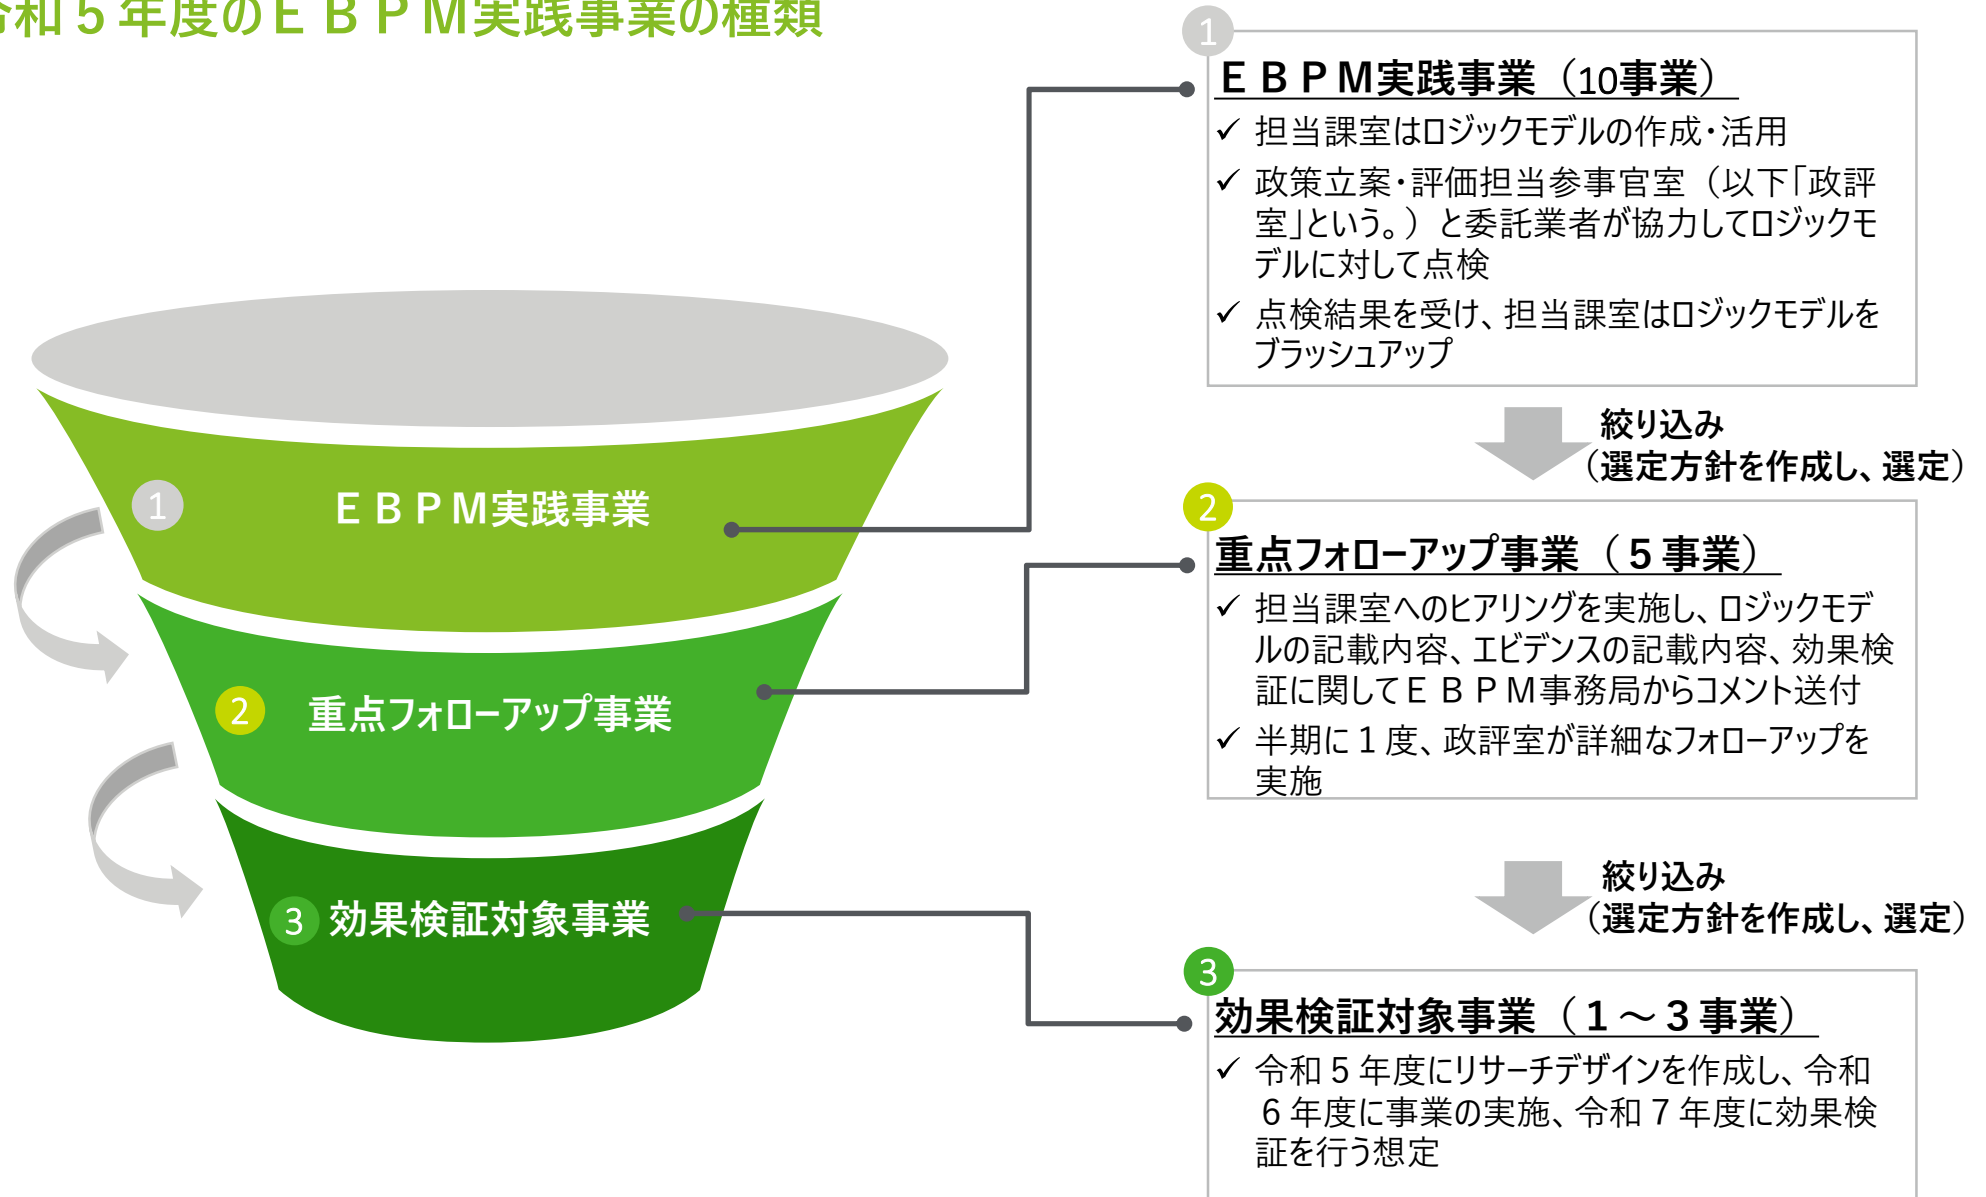 令和５年度のＥＢＰＭ実践事業の種類
1
ＥＢＰＭ実践事業
2
重点フォローアップ事業
3
効果検証対象事業
1
ＥＢＰＭ実践事業（10事業）
✓ 担当課室はロジックモデルの作成・活用
✓ 政策立案・評価担当参事官室（以下「政評
室」という。）と委託業者が協力してロジックモ
デルに対して点検
✓ 点検結果を受け、担当課室はロジックモデルを
ブラッシュアップ
絞り込み
（選定方針を作成し、選定）
2
重点フォローアップ事業（５事業）
✓ 担当課室へのヒアリングを実施し、ロジックモデ
ルの記載内容、エビデンスの記載内容、効果検
証に関してＥＢＰＭ事務局からコメント送付
✓ 半期に１度、政評室が詳細なフォローアップを
実施
絞り込み
（選定方針を作成し、選定）
3
効果検証対象事業（１～３事業）
✓ 令和５年度にリサーチデザインを作成し、令和
６年度に事業の実施、令和７年度に効果検
証を行う想定